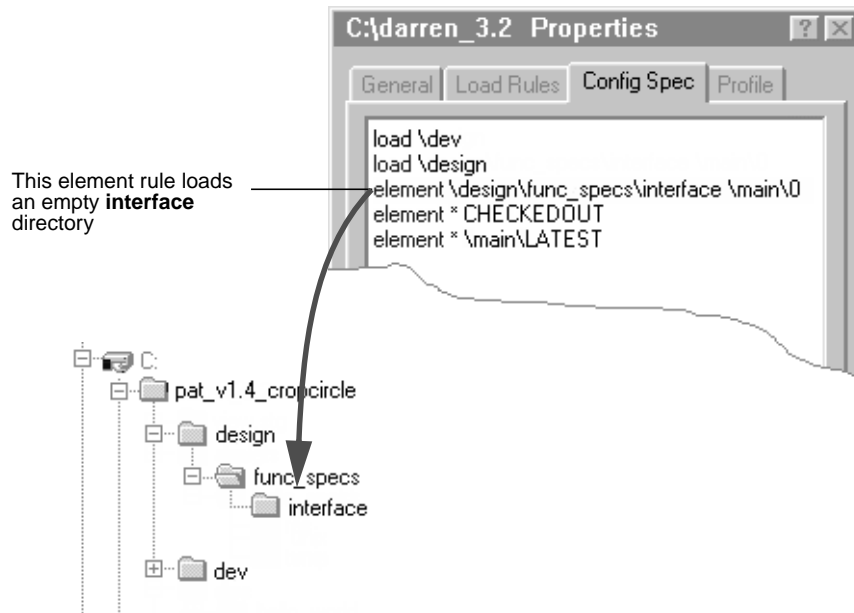 C:\darren_3.2 Properties
General Load Rules Config Spec Profile
load \dev
load \design
element \design\func_specs\interface \main\0
element * CHECKEDOUT
element * \main\LATEST
This element rule loads
an empty interface
directory
C:
pat_v1.4_cropcircle
design
func_specs
interface
dev